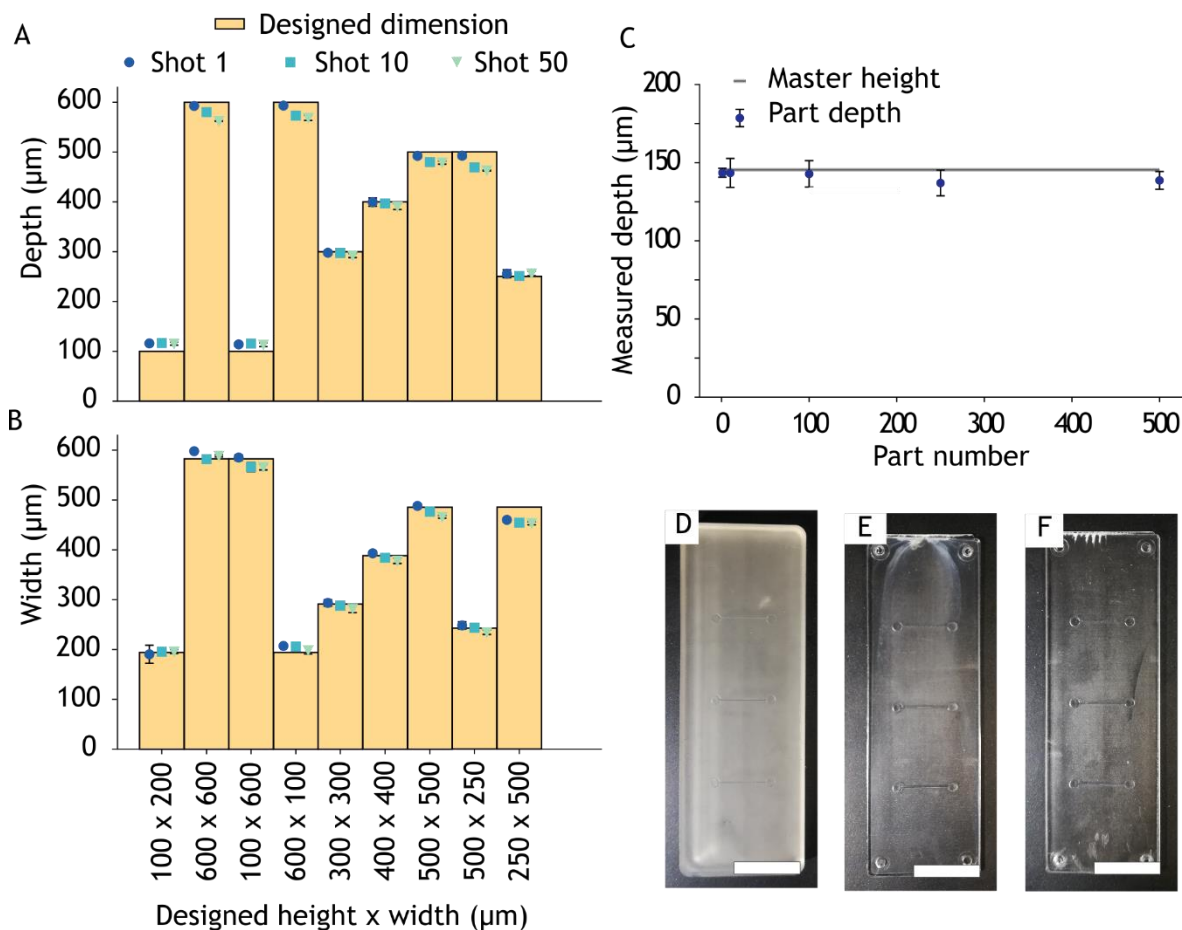 A
Designed dimension
Shot 1
Shot 10
Shot 50
600
500
400
300
200
100
0
Depth (µm)
B
600
500
400
300
200
100
0
Width (µm)
100 x 200
600 x 600
100 x 600
600 x 100
300 x 300
400 x 400
500 x 500
500 x 250
250 x 500
Designed height x width (µm)
C
200
150
100
50
0
Measured depth (µm)
Master height
Part depth
0 100 200 300 400 500
Part number
D
E
F